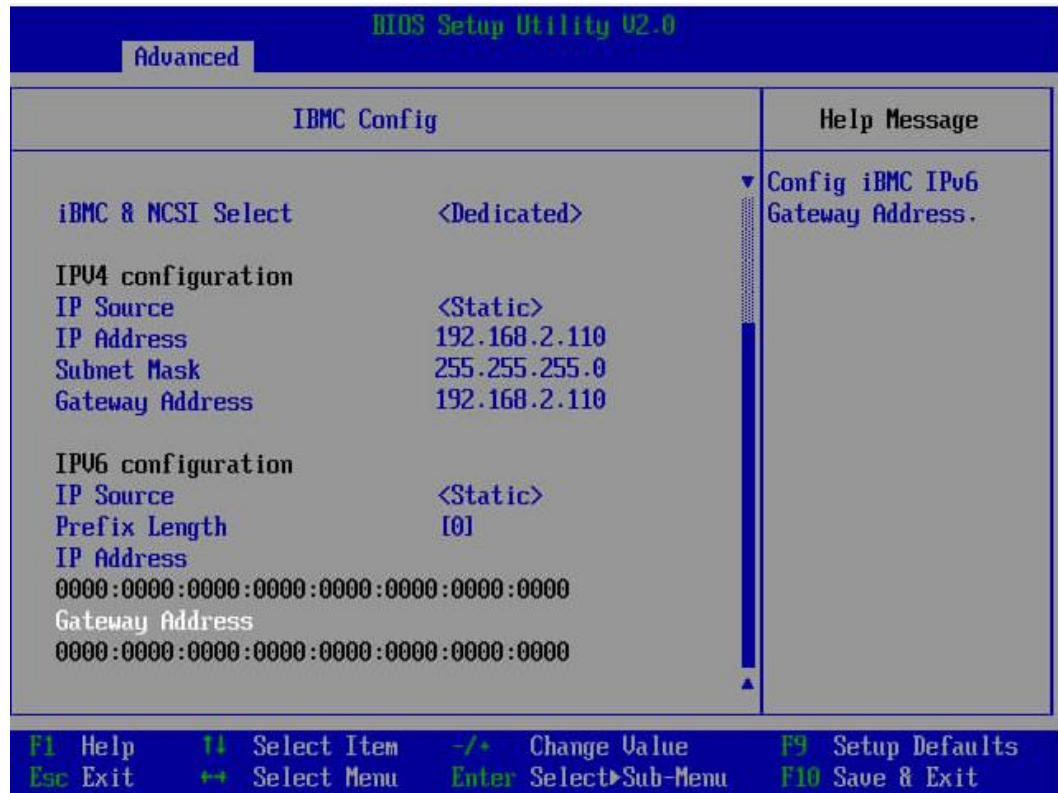 BIOS Setup Utility V2.0
Advanced
IBMC Config
Help Message
iBMC & NCSI Select <Dedicated>
Config iBMC IPv6
Gateway Address.
IPV4 configuration
IP Source <Static>
IP Address 192.168.2.110
Subnet Mask 255.255.255.0
Gateway Address 192.168.2.110
IPV6 configuration
IP Source <Static>
Prefix Length [0]
IP Address
0000:0000:0000:0000:0000:0000:0000:0000
Gateway Address
0000:0000:0000:0000:0000:0000:0000:0000
F1 Help ↑↓ Select Item -/+ Change Value F9 Setup Defaults
Esc Exit ←→ Select Menu Enter Select▶Sub-Menu F10 Save & Exit